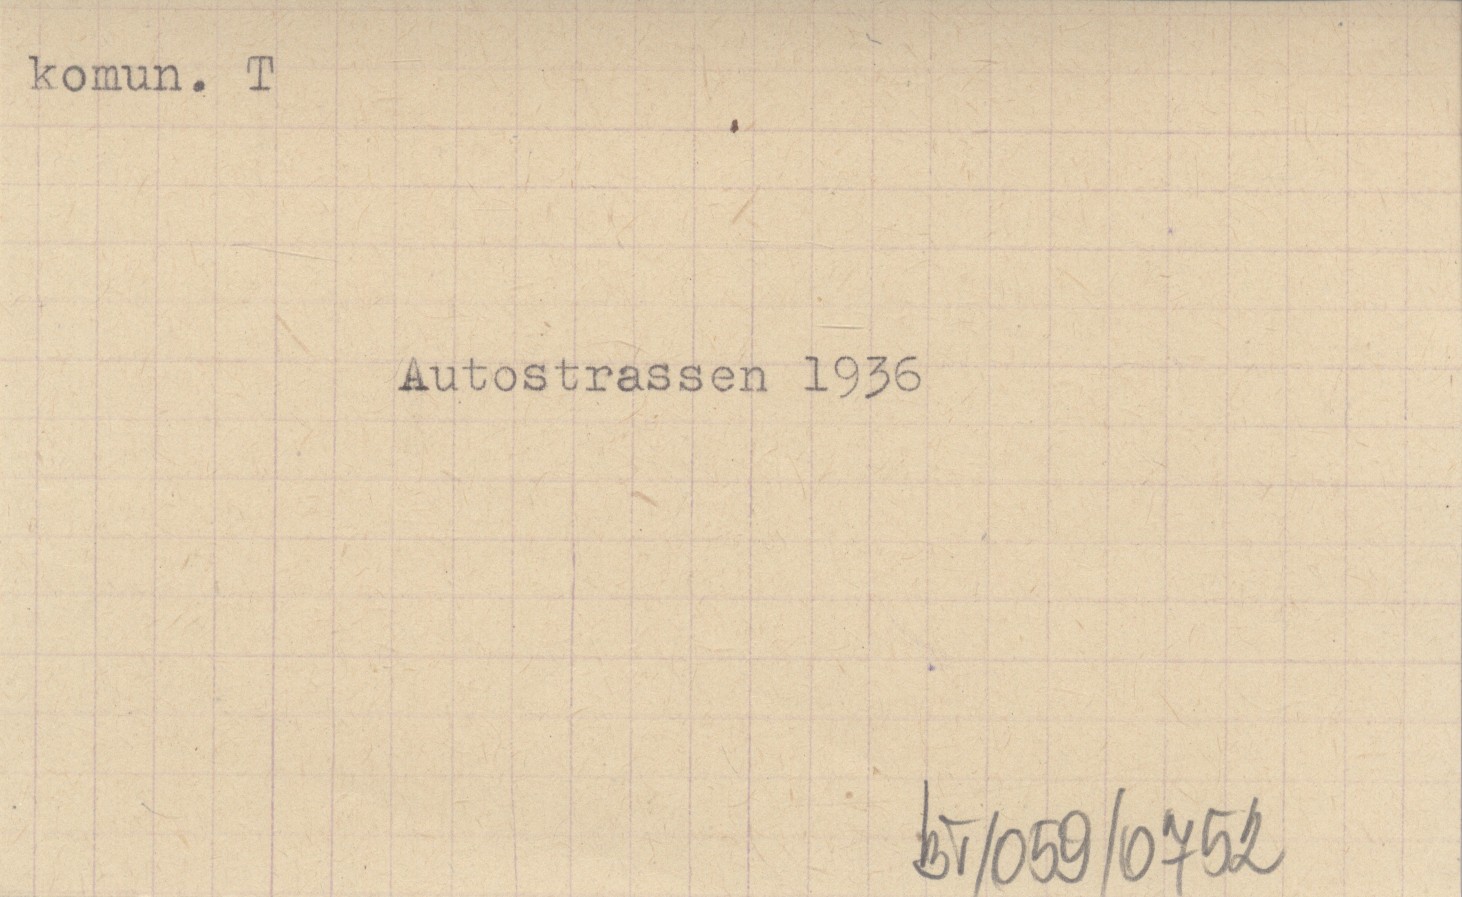 komun. T
Autostrassen 1936
BT/059/0752